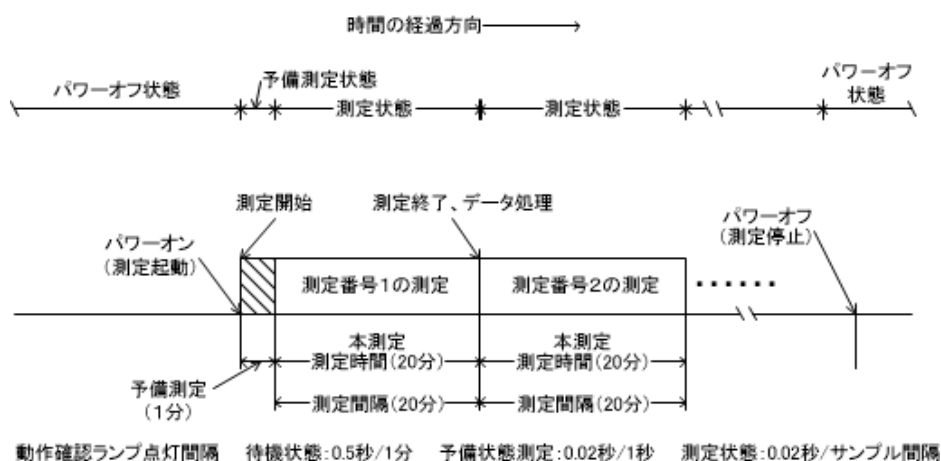 時間の経過方向
パワーオフ状態
予備測定状態
測定状態
測定状態
パワーオフ
状態
測定開始
測定終了、データ処理
パワーオン
(測定起動)
パワーオフ
(測定停止)
測定番号1の測定
測定番号2の測定
・・・・・・
本測定
測定時間(20分)
本測定
測定時間(20分)
予備測定
(1分)
測定間隔(20分)
測定間隔(20分)
動作確認ランプ点灯間隔 待機状態:0.5秒/1分 予備状態測定:0.02秒/1秒 測定状態:0.02秒/サンプル間隔